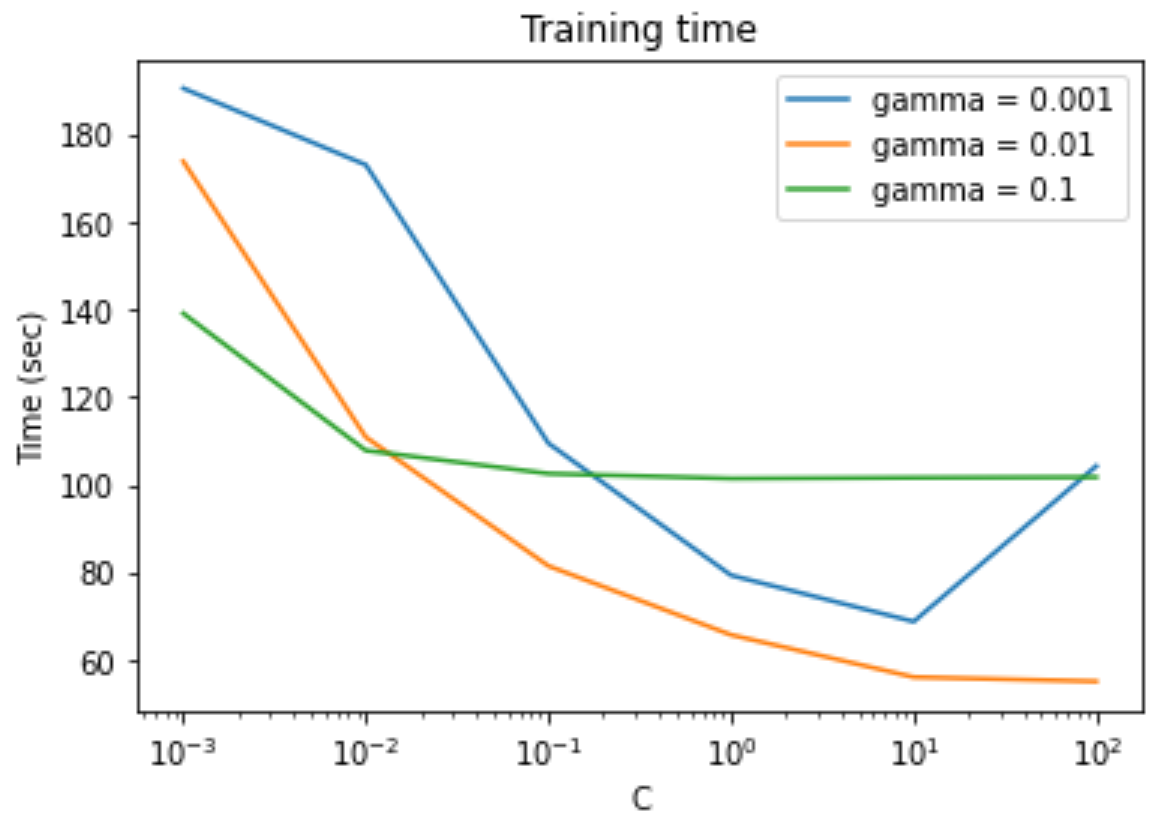 Training time
gamma = 0.001
gamma = 0.01
gamma = 0.1
Time (sec)
180
160
140
120
100
80
60
10⁻³ 10⁻² 10⁻¹ 10⁰ 10¹ 10²
C